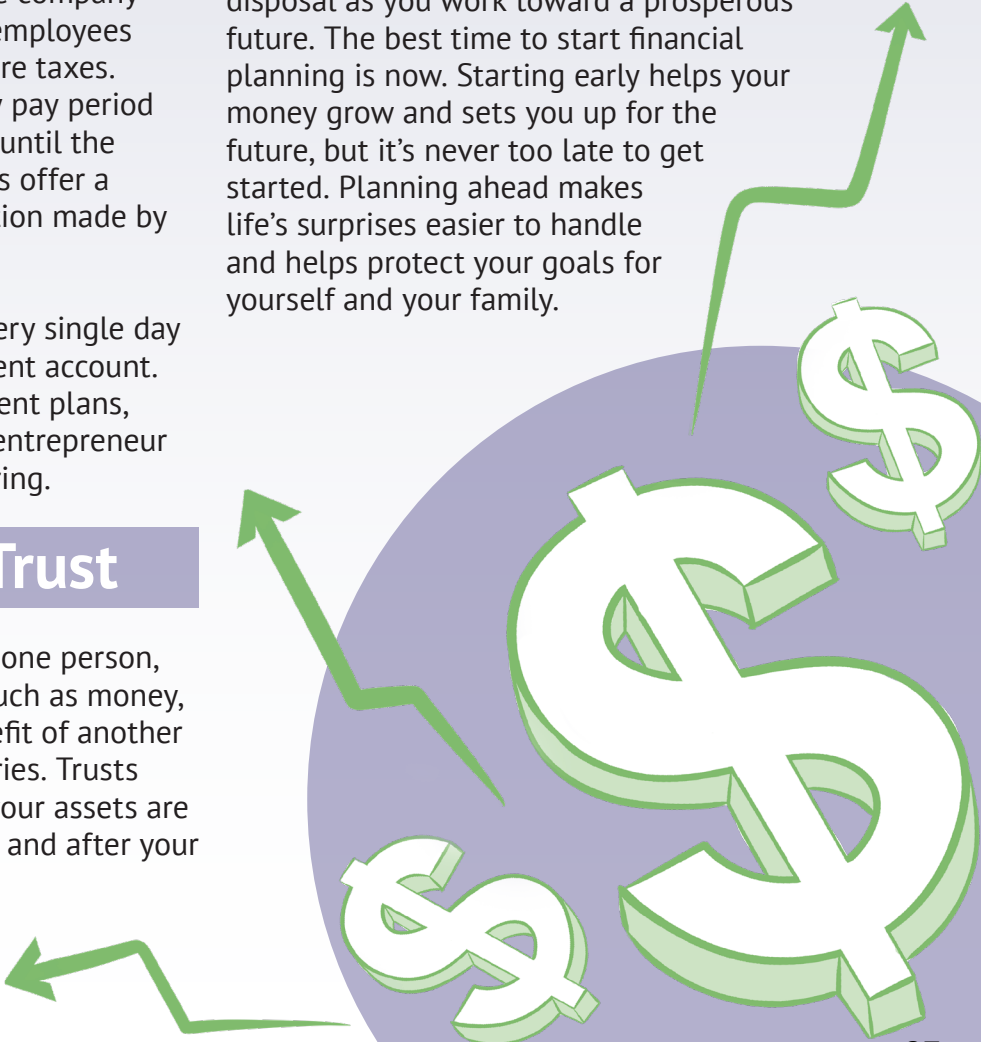 company
employees
re taxes.
pay period
until the
s offer a
tion made by
ery single day
ent account.
ent plans,
entrepreneur
ing.
Trust
one person,
uch as money,
efit of another
ries. Trusts
our assets are
and after your
disposal as you work toward a prosperous
future. The best time to start financial
planning is now. Starting early helps your
money grow and sets you up for the
future, but it's never too late to get
started. Planning ahead makes
life's surprises easier to handle
and helps protect your goals for
yourself and your family.